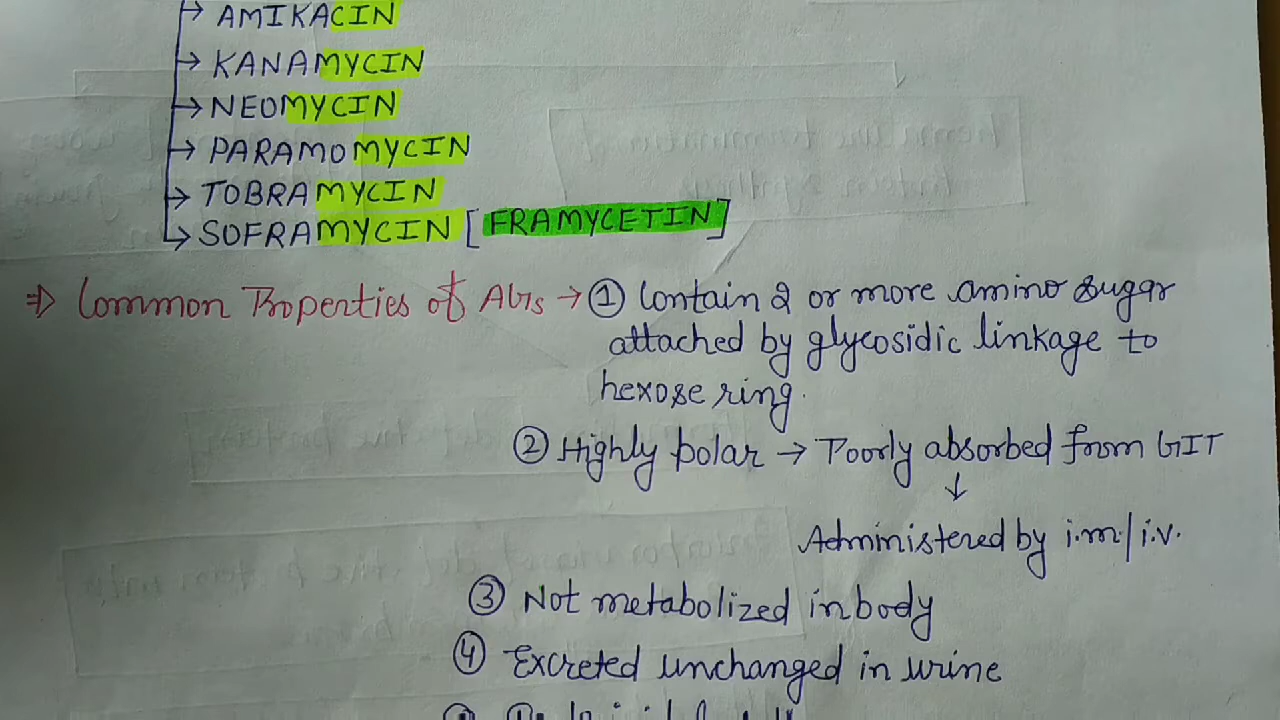 → AMIKACIN
→ KANAMYCIN
→ NEOMYCIN
→ PARAMOMYCIN
→ TOBRAMYCIN
→ SOFRAMYCIN [FRAMYCETIN]
⇒ Common Properties of AGs → ① Contain 2 or more amino sugar
attached by glycosidic linkage to
hexose ring.
② Highly polar → Poorly absorbed from GIT
↓
Administered by i.m./i.v.
③ Not metabolized in body
④ Excreted unchanged in urine